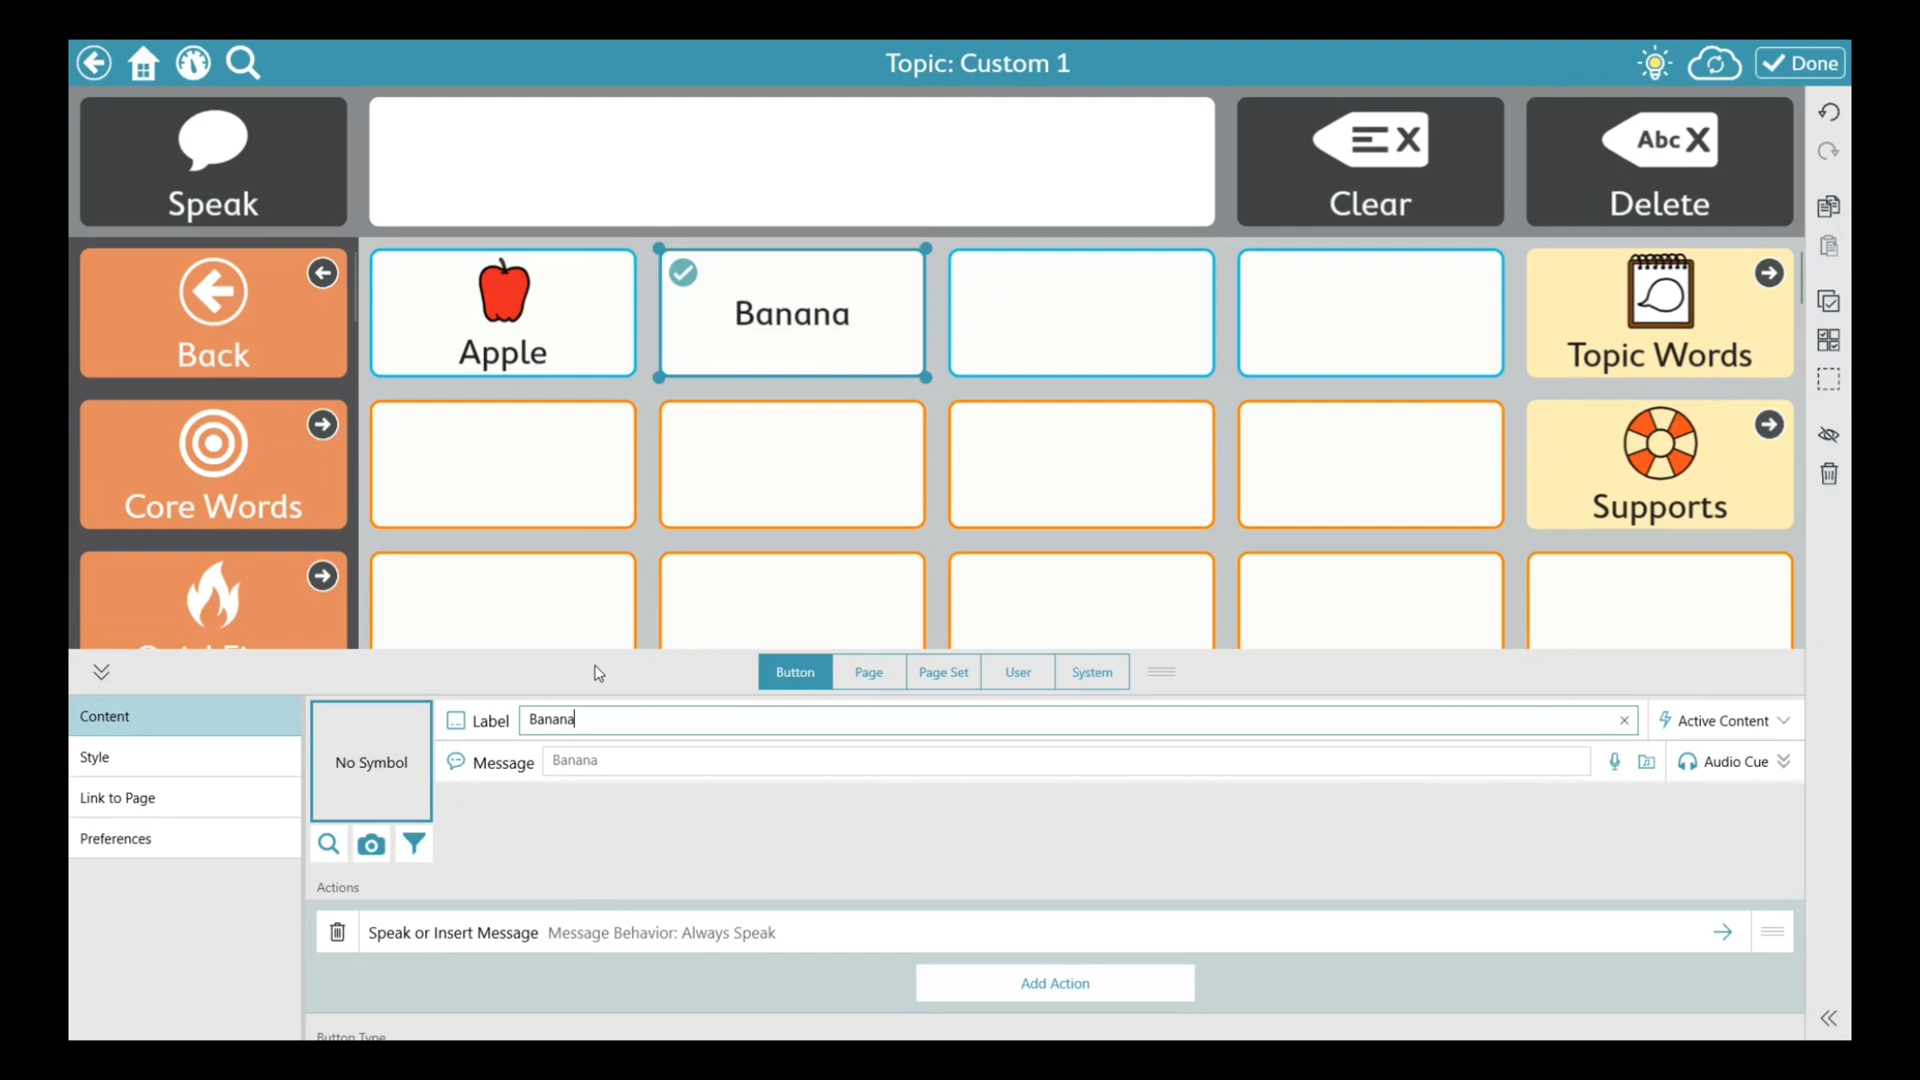 Topic: Custom 1
Done
Speak
Clear
Abc X
Delete
Back
Apple
Banana
Topic Words
Core Words
Supports
Button
Page
Page Set
User
System
Content
Style
Link to Page
Preferences
No Symbol
Label
Banana
Active Content
Message
Banana
Audio Cue
Actions
Speak or Insert Message Message Behavior: Always Speak
Add Action
Button Type